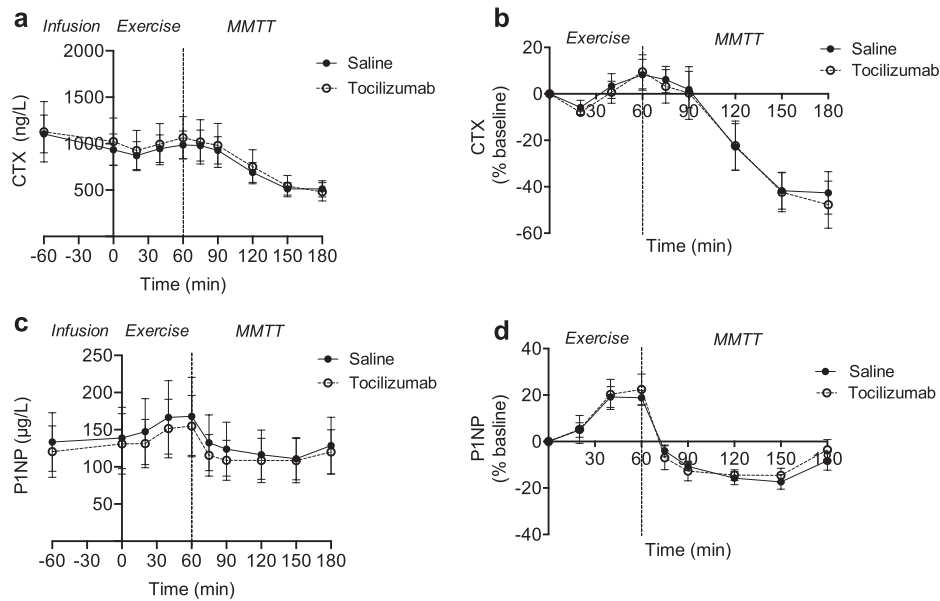 a
Infusion Exercise MMTT
2000
1500
1000
500
CTX (ng/L)
-60 -30 0 30 60 90 120 150 180
Time (min)
Saline
Tocilizumab
b
Exercise MMTT
20
0
-20
-40
-60
CTX
(% baseline)
30 60 90 120 150 180
Time (min)
Saline
Tocilizumab
c
Infusion Exercise MMTT
250
200
150
100
50
P1NP (µg/L)
-60 -30 0 30 60 90 120 150 180
Time (min)
Saline
Tocilizumab
d
Exercise MMTT
40
20
0
-20
-40
P1NP
(% basline)
30 60 90 120 150 180
Time (min)
Saline
Tocilizumab